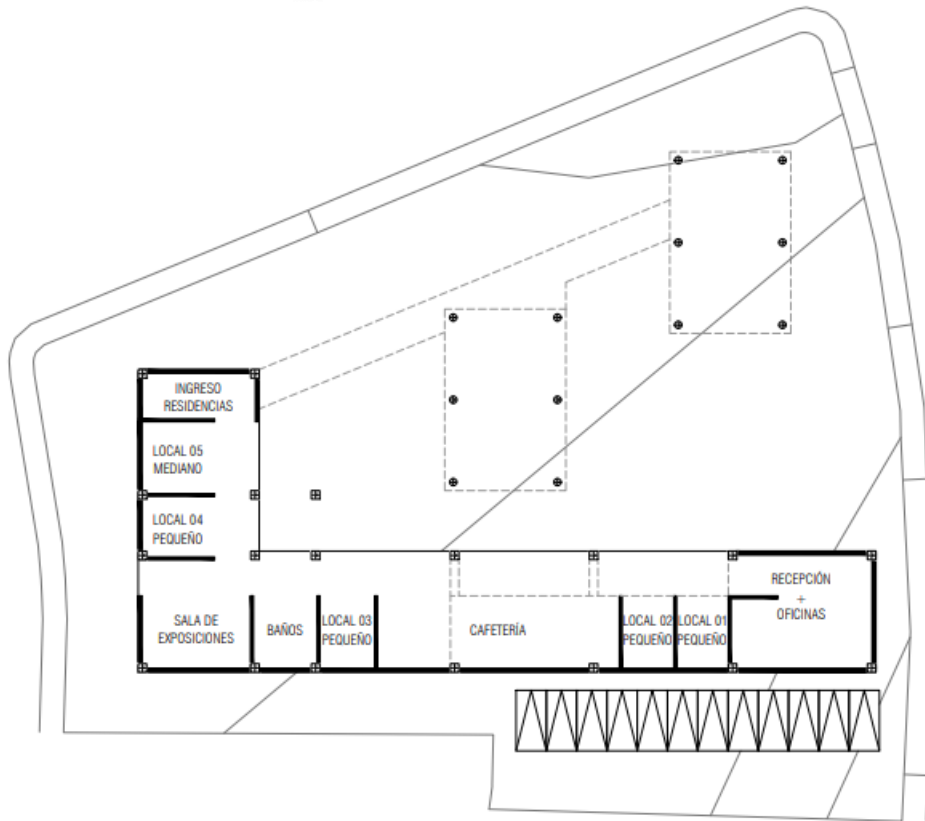 INGRESO
RESIDENCIAS
LOCAL 05
MEDIANO
LOCAL 04
PEQUEÑO
SALA DE
EXPOSICIONES
BAÑOS
LOCAL 03
PEQUEÑO
CAFETERÍA
LOCAL 02
PEQUEÑO
LOCAL 01
PEQUEÑO
RECEPCIÓN
+
OFICINAS